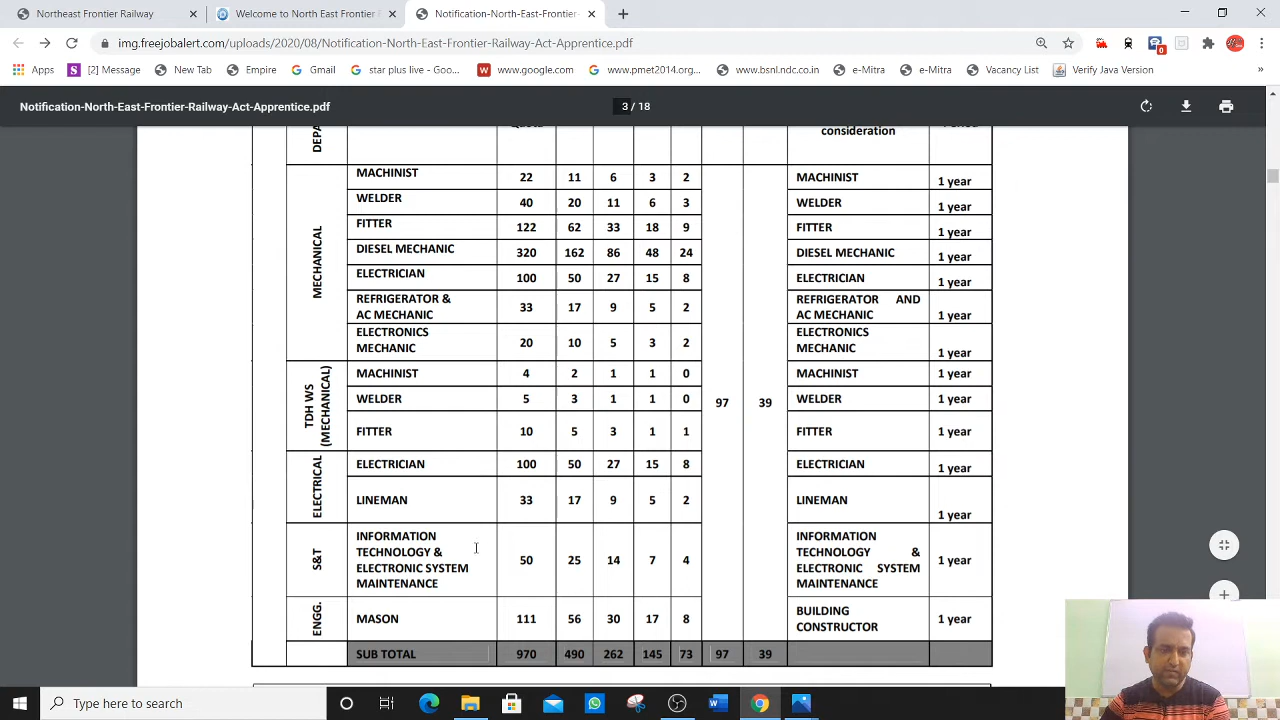 Northeast Frontier Railway
Welcome to North East Frontier
Notification-North-East-Frontier-
img.freejobalert.com/uploads/2020/08/Notification-North-East-Frontier-Railway-Act-Apprentice.pdf
Apps
[2] Message
New Tab
Empire
Gmail
star plus live - Goo...
www.google.com
www.pmet2014.org...
www.bsnl.ndc.co.in
e-Mitra
e-Mitra
Vacancy List
Verify Java Version
Notification-North-East-Frontier-Railway-Act-Apprentice.pdf
3 / 18
consideration
MECHANICAL
MACHINIST 22 11 6 3 2 MACHINIST 1 year
WELDER 40 20 11 6 3 WELDER 1 year
FITTER 122 62 33 18 9 FITTER 1 year
DIESEL MECHANIC 320 162 86 48 24 DIESEL MECHANIC 1 year
ELECTRICIAN 100 50 27 15 8 ELECTRICIAN 1 year
REFRIGERATOR & REFRIGERATOR AND
AC MECHANIC 33 17 9 5 2 AC MECHANIC 1 year
ELECTRONICS ELECTRONICS
MECHANIC 20 10 5 3 2 MECHANIC 1 year
TDH WS
(MECHANICAL)
MACHINIST 4 2 1 1 0 MACHINIST 1 year
WELDER 5 3 1 1 0 97 39 WELDER 1 year
FITTER 10 5 3 1 1 FITTER 1 year
ELECTRICAL
ELECTRICIAN 100 50 27 15 8 ELECTRICIAN 1 year
LINEMAN 33 17 9 5 2 LINEMAN 1 year
S&T
INFORMATION INFORMATION
TECHNOLOGY & TECHNOLOGY &
ELECTRONIC SYSTEM 50 25 14 7 4 ELECTRONIC SYSTEM 1 year
MAINTENANCE MAINTENANCE
ENGG.
MASON 111 56 30 17 8 BUILDING 1 year
CONSTRUCTOR
SUB TOTAL 970 490 262 145 73 97 39
Type here to search